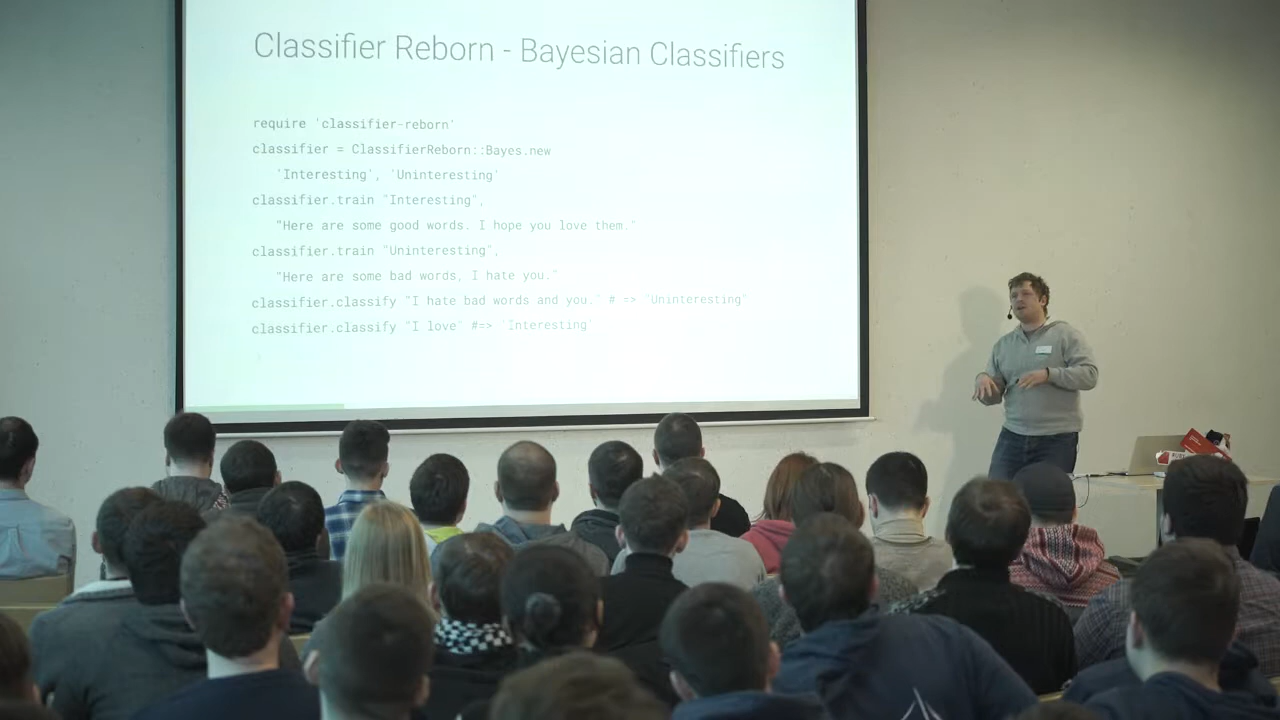 Classifier Reborn - Bayesian Classifiers
require 'classifier-reborn'
classifier = ClassifierReborn::Bayes.new
'Interesting', 'Uninteresting'
classifier.train "Interesting",
"Here are some good words. I hope you love them."
classifier.train "Uninteresting",
"Here are some bad words, I hate you."
classifier.classify "I hate bad words and you." # => "Uninteresting"
classifier.classify "I love" #=> 'Interesting'